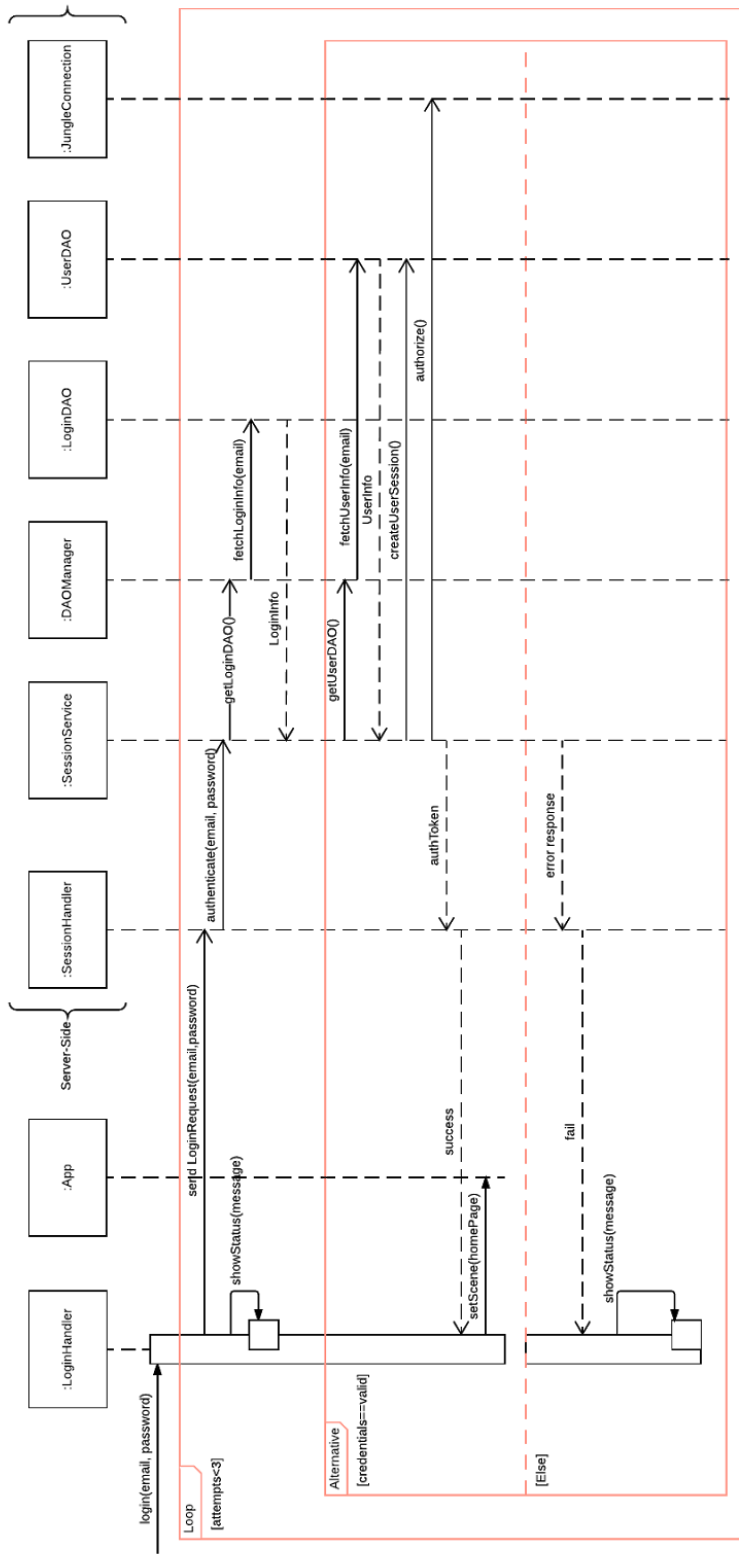 :LoginHandler
:App
Server-Side
:SessionHandler
:SessionService
:DAOManager
:LoginDAO
:UserDAO
:JungleConnection
login(email, password)
Loop
[attempts<3]
send LoginRequest(email,password)
authenticate(email, password)
getLoginDAO()
showStatus(message)
fetchLoginInfo(email)
LoginInfo
Alternative
[credentials==valid]
getUserDAO()
fetchUserInfo(email)
UserInfo
createUserSession()
authorize()
authToken
success
setScene(homePage)
[Else]
error response
fail
showStatus(message)